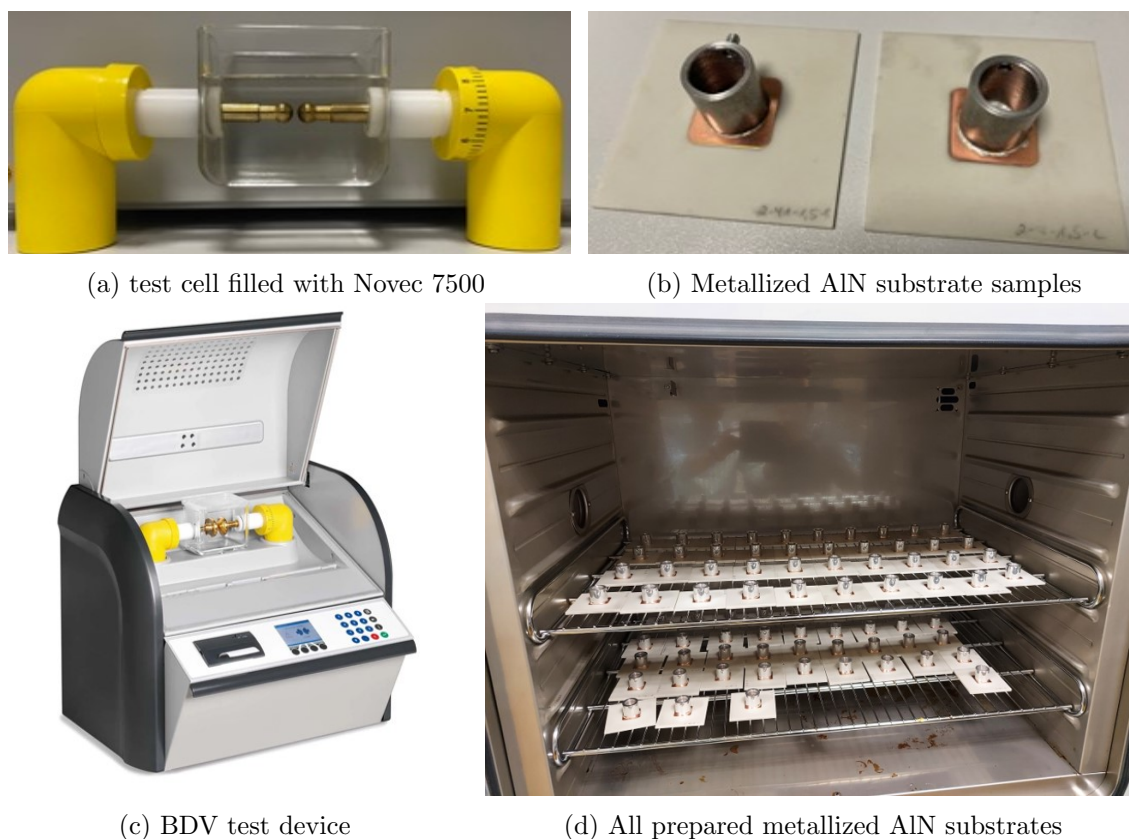 (a) test cell filled with Novec 7500
(b) Metallized AlN substrate samples
(c) BDV test device
(d) All prepared metallized AlN substrates